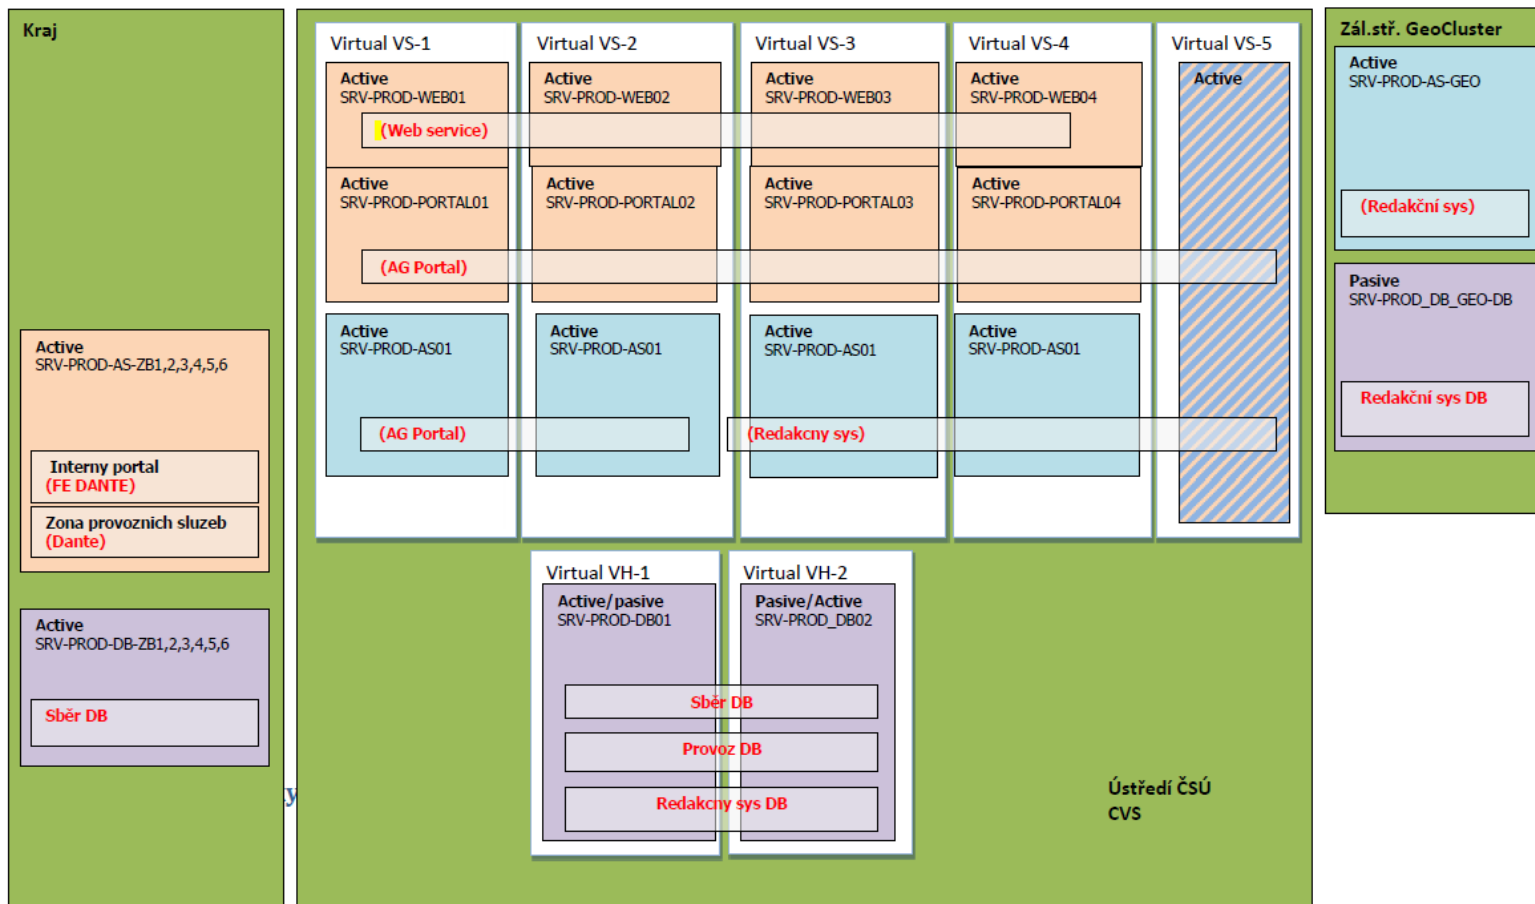 Kraj
Active
SRV-PROD-AS-ZB1,2,3,4,5,6
Interny portal
(FE DANTE)
Zona provoznich sluzeb
(Dante)
Active
SRV-PROD-DB-ZB1,2,3,4,5,6
Sběr DB
Virtual VS-1
Virtual VS-2
Virtual VS-3
Virtual VS-4
Virtual VS-5
Active
SRV-PROD-WEB01
Active
SRV-PROD-WEB02
Active
SRV-PROD-WEB03
Active
SRV-PROD-WEB04
Active
(Web service)
Active
SRV-PROD-PORTAL01
Active
SRV-PROD-PORTAL02
Active
SRV-PROD-PORTAL03
Active
SRV-PROD-PORTAL04
(AG Portal)
Active
SRV-PROD-AS01
Active
SRV-PROD-AS01
Active
SRV-PROD-AS01
Active
SRV-PROD-AS01
(AG Portal)
(Redakcny sys)
Virtual VH-1
Virtual VH-2
Active/pasive
SRV-PROD-DB01
Pasive/Active
SRV-PROD_DB02
Sběr DB
Provoz DB
Redakcny sys DB
Ústředí ČSÚ
CVS
Zál.stř. GeoCluster
Active
SRV-PROD-AS-GEO
(Redakční sys)
Pasive
SRV-PROD_DB_GEO-DB
Redakční sys DB